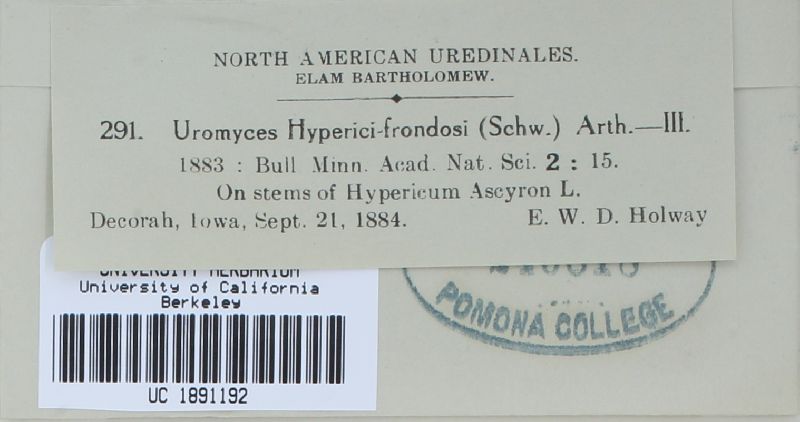 NORTH AMERICAN UREDINALES.
ELAM BARTHOLOMEW.
291. Uromyces Hyperici-frondosi (Schw.) Arth.—III.
1883 : Bull Minn. Acad. Nat. Sci. 2 : 15.
On stems of Hypericum Ascyron L.
Decorah, Iowa, Sept. 21, 1884. E. W. D. Holway
UNIVERSITY HERBARIUM
University of California
Berkeley
UC 1891192
POMONA COLLEGE